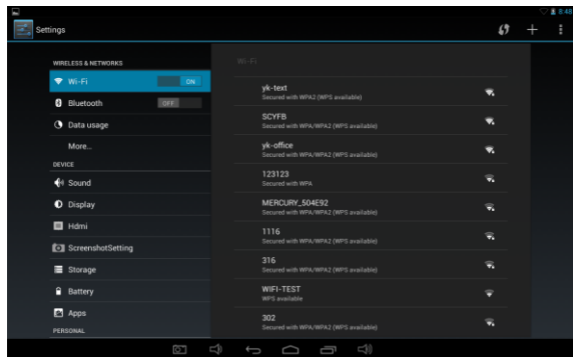 8:48
Settings
WIRELESS & NETWORKS
Wi-Fi
ON
Bluetooth
OFF
Data usage
More...
DEVICE
Sound
Display
Hdmi
ScreenshotSetting
Storage
Battery
Apps
PERSONAL
Wi-Fi
yk-text
Secured with WPA2 (WPS available)
SCYFB
Secured with WPA/WPA2 (WPS available)
yk-office
Secured with WPA/WPA2 (WPS available)
123123
Secured with WPA
MERCURY_504E92
Secured with WPA/WPA2 (WPS available)
1116
Secured with WPA/WPA2 (WPS available)
316
Secured with WPA/WPA2 (WPS available)
WIFI-TEST
WPS available
302
Secured with WPA/WPA2 (WPS available)